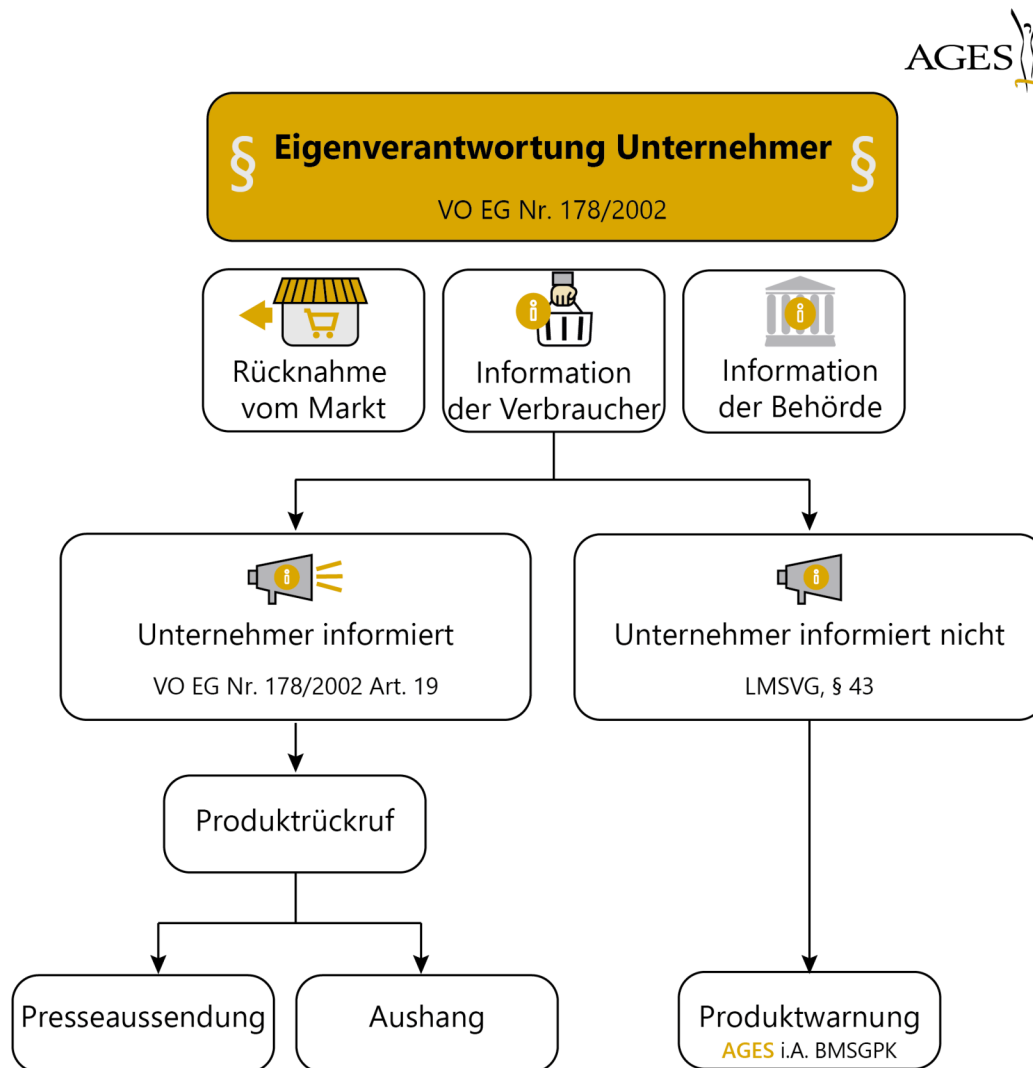 AGES
§ Eigenverantwortung Unternehmer §
VO EG Nr. 178/2002
Rücknahme
vom Markt
Information
der Verbraucher
Information
der Behörde
Unternehmer informiert
VO EG Nr. 178/2002 Art. 19
Unternehmer informiert nicht
LMSVG, § 43
Produktrückruf
Presseaussendung
Aushang
Produktwarnung
AGES i.A. BMSGPK